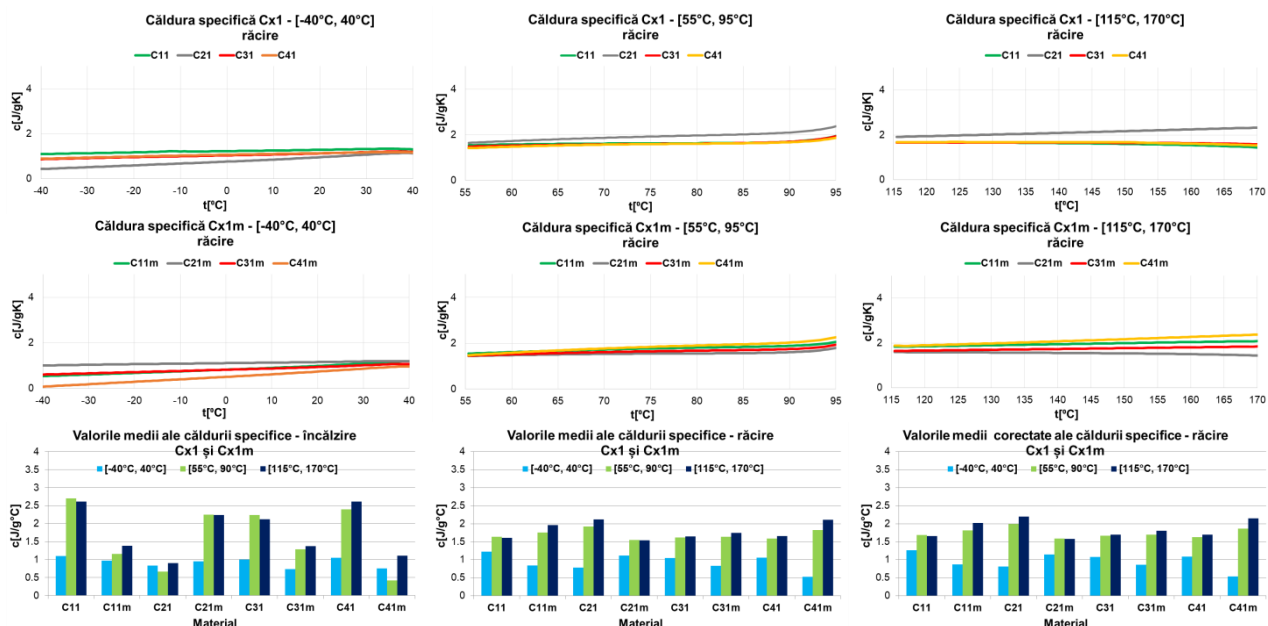 Căldura specifică Cx1 - [-40°C, 40°C]
răcire
C11 C21 C31 C41
c[J/gK]
4
2
0
-40 -30 -20 -10 0 10 20 30 40
t[°C]
Căldura specifică Cx1 - [55°C, 95°C]
răcire
C11 C21 C31 C41
c[J/gK]
4
2
0
55 60 65 70 75 80 85 90 95
t[°C]
Căldura specifică Cx1 - [115°C, 170°C]
răcire
C11 C21 C31 C41
c[J/gK]
4
2
0
115 120 125 130 135 140 145 150 155 160 165 170
t[°C]
Căldura specifică Cx1m - [-40°C, 40°C]
răcire
C11m C21m C31m C41m
c[J/gK]
4
2
0
-40 -30 -20 -10 0 10 20 30 40
t[°C]
Căldura specifică Cx1m - [55°C, 95°C]
răcire
C11m C21m C31m C41m
c[J/gK]
4
2
0
55 60 65 70 75 80 85 90 95
t[°C]
Căldura specifică Cx1m - [115°C, 170°C]
răcire
C11m C21m C31m C41m
c[J/gK]
4
2
0
115 120 125 130 135 140 145 150 155 160 165 170
t[°C]
Valorile medii ale căldurii specifice - încălzire
Cx1 și Cx1m
[-40°C, 40°C] [55°C, 90°C] [115°C, 170°C]
c[J/g°C]
4
3.5
3
2.5
2
1.5
1
0.5
0
C11 C11m C21 C21m C31 C31m C41 C41m
Material
Valorile medii ale căldurii specifice - răcire
Cx1 și Cx1m
[-40°C, 40°C] [55°C, 90°C] [115°C, 170°C]
c[J/g°C]
4
3.5
3
2.5
2
1.5
1
0.5
0
C11 C11m C21 C21m C31 C31m C41 C41m
Material
Valorile medii corectate ale căldurii specifice - răcire
Cx1 și Cx1m
[-40°C, 40°C] [55°C, 90°C] [115°C, 170°C]
c[J/g°C]
4
3.5
3
2.5
2
1.5
1
0.5
0
C11 C11m C21 C21m C31 C31m C41 C41m
Material